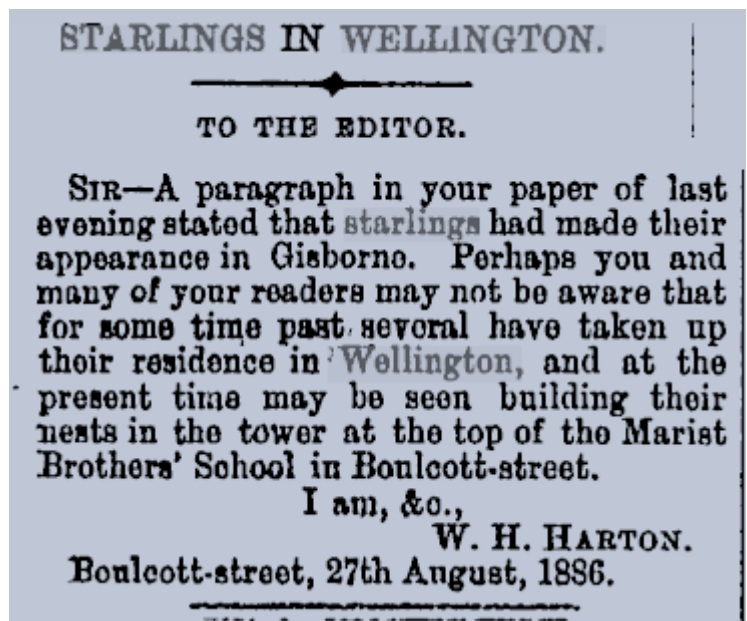 STARLINGS IN WELLINGTON.
TO THE EDITOR.
SIR—A paragraph in your paper of last
evening stated that starlings had made their
appearance in Gisborne. Perhaps you and
many of your readers may not be aware that
for some time past several have taken up
their residence in Wellington, and at the
present time may be seen building their
nests in the tower at the top of the Marist
Brothers' School in Boulcott-street.
I am, &c.,
W. H. HARTON.
Boulcott-street, 27th August, 1886.